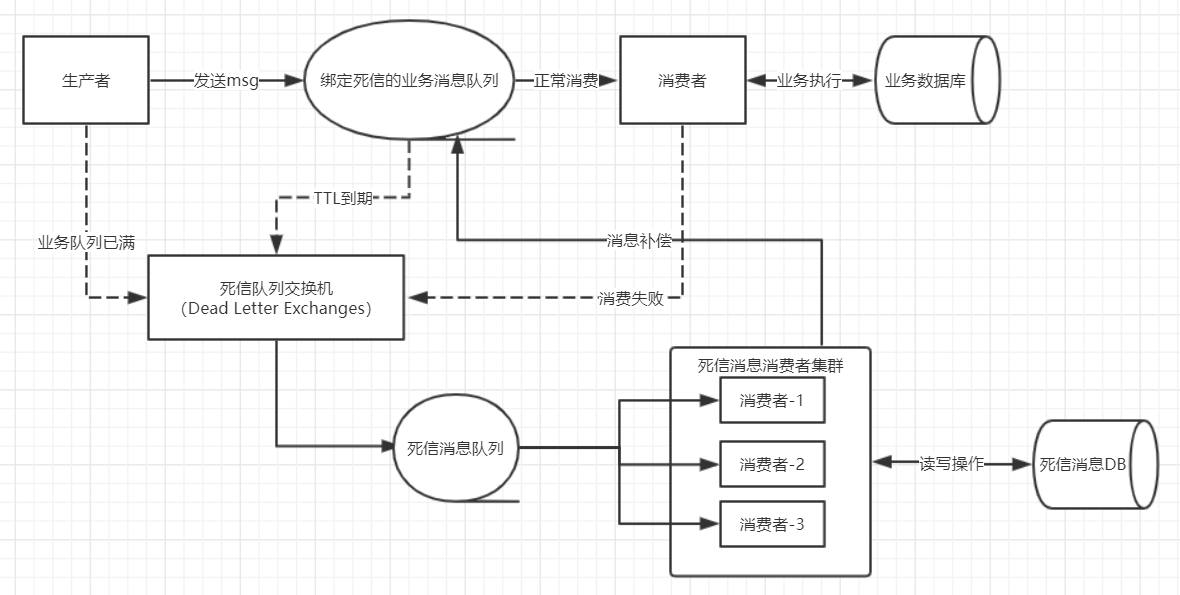 生产者
发送msg
绑定死信的业务消息队列
正常消费
消费者
业务执行
业务数据库
TTL到期
业务队列已满
消息补偿
死信队列交换机
（Dead Letter Exchanges）
消费失败
死信消息消费者集群
消费者-1
死信消息队列
消费者-2
读写操作
死信消息DB
消费者-3